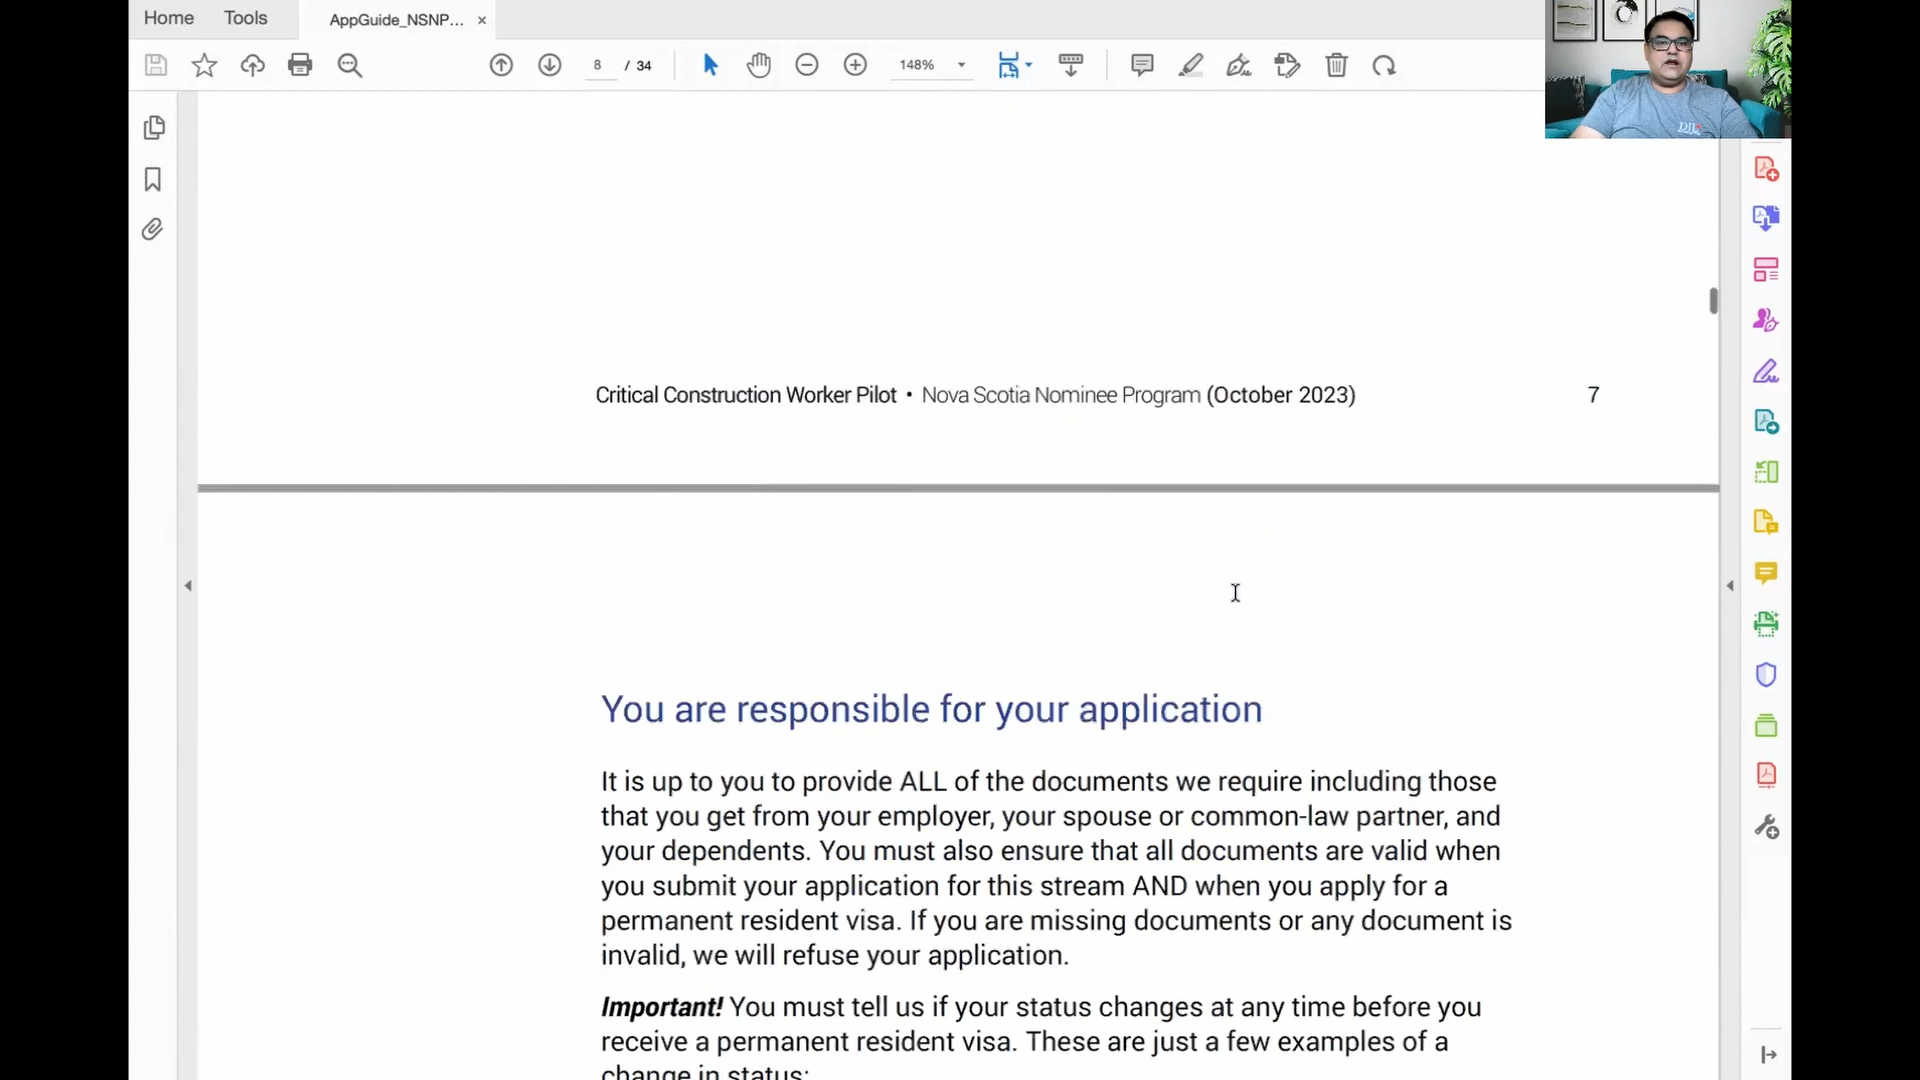 Home Tools AppGuide_NSNP...
8 / 34 148%
Critical Construction Worker Pilot • Nova Scotia Nominee Program (October 2023) 7
You are responsible for your application
It is up to you to provide ALL of the documents we require including those
that you get from your employer, your spouse or common-law partner, and
your dependents. You must also ensure that all documents are valid when
you submit your application for this stream AND when you apply for a
permanent resident visa. If you are missing documents or any document is
invalid, we will refuse your application.
Important! You must tell us if your status changes at any time before you
receive a permanent resident visa. These are just a few examples of a
change in status: